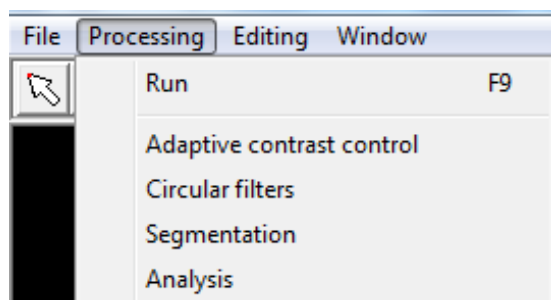 File Processing Editing Window
Run F9
Adaptive contrast control
Circular filters
Segmentation
Analysis